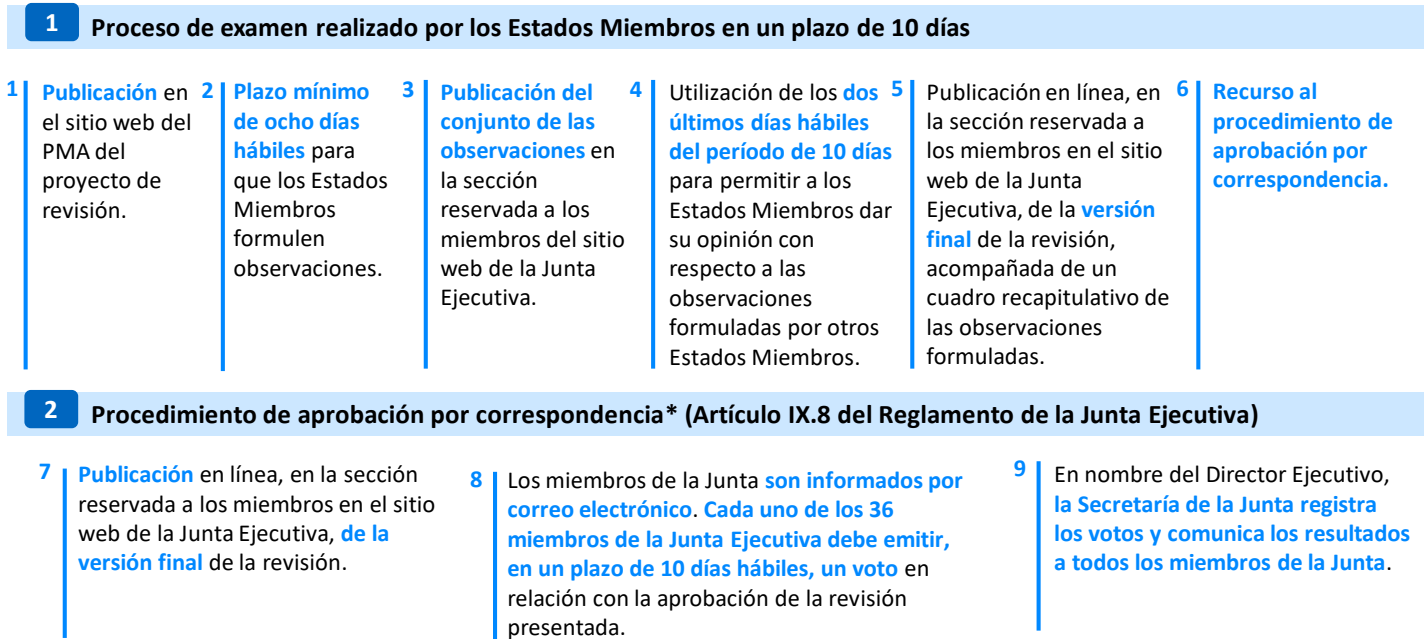 1 Proceso de examen realizado por los Estados Miembros en un plazo de 10 días
1
Publicación en
el sitio web del
PMA del
proyecto de
revisión.
2
Plazo mínimo
de ocho días
hábiles para
que los Estados
Miembros
formulen
observaciones.
3
Publicación del
conjunto de las
observaciones en
la sección
reservada a los
miembros del sitio
web de la Junta
Ejecutiva.
4
Utilización de los dos
últimos días hábiles
del período de 10 días
para permitir a los
Estados Miembros dar
su opinión con
respecto a las
observaciones
formuladas por otros
Estados Miembros.
5
Publicación en línea, en
la sección reservada a
los miembros en el sitio
web de la Junta
Ejecutiva, de la versión
final de la revisión,
acompañada de un
cuadro recapitulativo de
las observaciones
formuladas.
6
Recurso al
procedimiento de
aprobación por
correspondencia.
2 Procedimiento de aprobación por correspondencia* (Artículo IX.8 del Reglamento de la Junta Ejecutiva)
7
Publicación en línea, en la sección
reservada a los miembros en el sitio
web de la Junta Ejecutiva, de la
versión final de la revisión.
8
Los miembros de la Junta son informados por
correo electrónico. Cada uno de los 36
miembros de la Junta Ejecutiva debe emitir,
en un plazo de 10 días hábiles, un voto en
relación con la aprobación de la revisión
presentada.
9
En nombre del Director Ejecutivo,
la Secretaría de la Junta registra
los votos y comunica los resultados
a todos los miembros de la Junta.